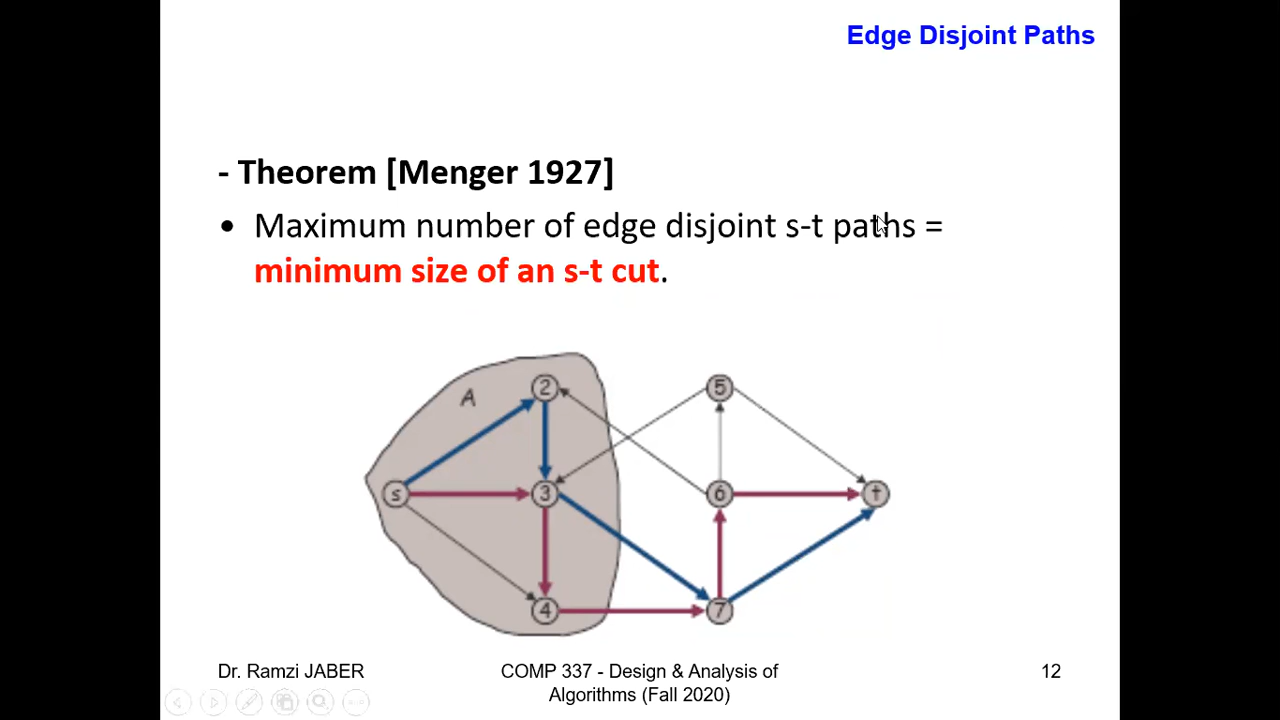 Edge Disjoint Paths
- Theorem [Menger 1927]
• Maximum number of edge disjoint s-t paths =
minimum size of an s-t cut.
A
2
5
s
3
6
t
4
7
Dr. Ramzi JABER
COMP 337 - Design & Analysis of
Algorithms (Fall 2020)
12